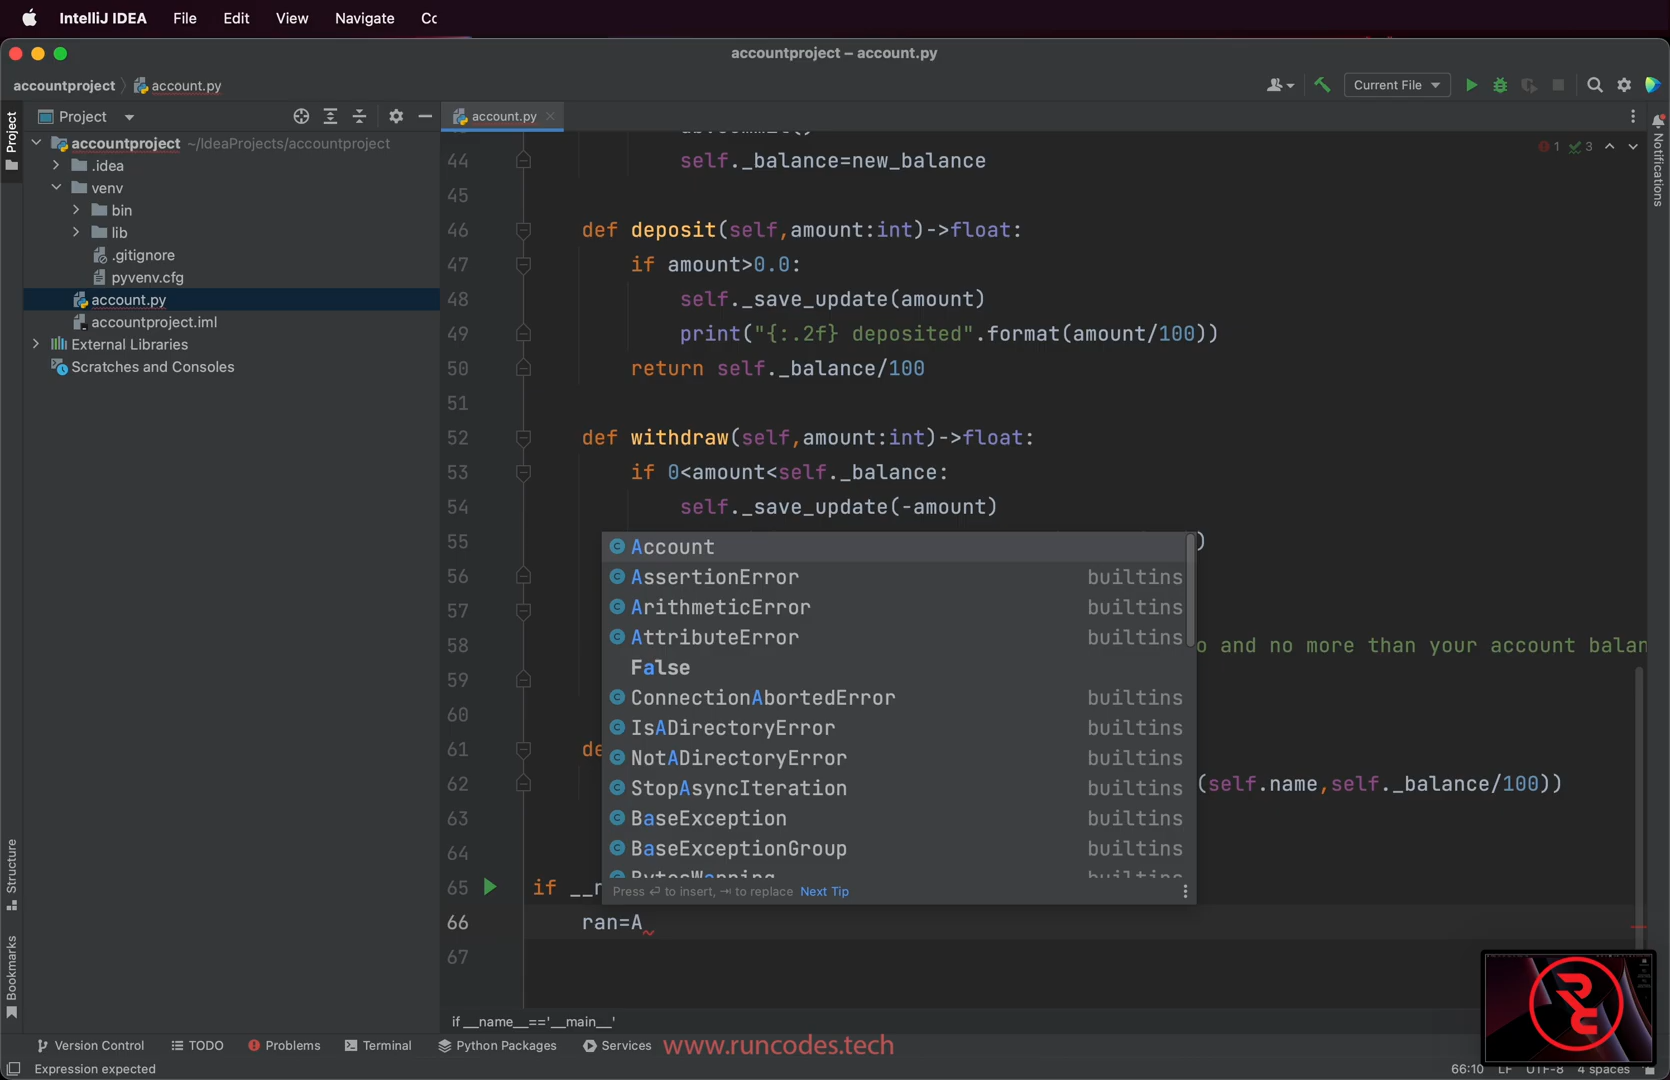 IntelliJ IDEA File Edit View Navigate
accountproject – account.py
accountproject account.py
Current File
Project
account.py
Project
accountproject ~/IdeaProjects/accountproject
.idea
venv
bin
lib
.gitignore
pyvenv.cfg
account.py
accountproject.iml
External Libraries
Scratches and Consoles
Structure
Bookmarks
Notifications
1 3
44 self._balance=new_balance
45
46 def deposit(self,amount:int)->float:
47 if amount>0.0:
48 self._save_update(amount)
49 print("{:.2f} deposited".format(amount/100))
50 return self._balance/100
51
52 def withdraw(self,amount:int)->float:
53 if 0<amount<self._balance:
54 self._save_update(-amount)
55 )
56
57
58 o and no more than your account balan
59
60
61 de
62 (self.name,self._balance/100))
63
64
65 if __n
66 ran=A
67
Account
AssertionError builtins
ArithmeticError builtins
AttributeError builtins
False
ConnectionAbortedError builtins
IsADirectoryError builtins
NotADirectoryError builtins
StopAsyncIteration builtins
BaseException builtins
BaseExceptionGroup builtins
Press ↵ to insert, ⇥ to replace Next Tip
if __name__=='__main__'
Version Control TODO Problems Terminal Python Packages Services www.runcodes.tech
Expression expected 66:10 LF UTF-8 4 spaces